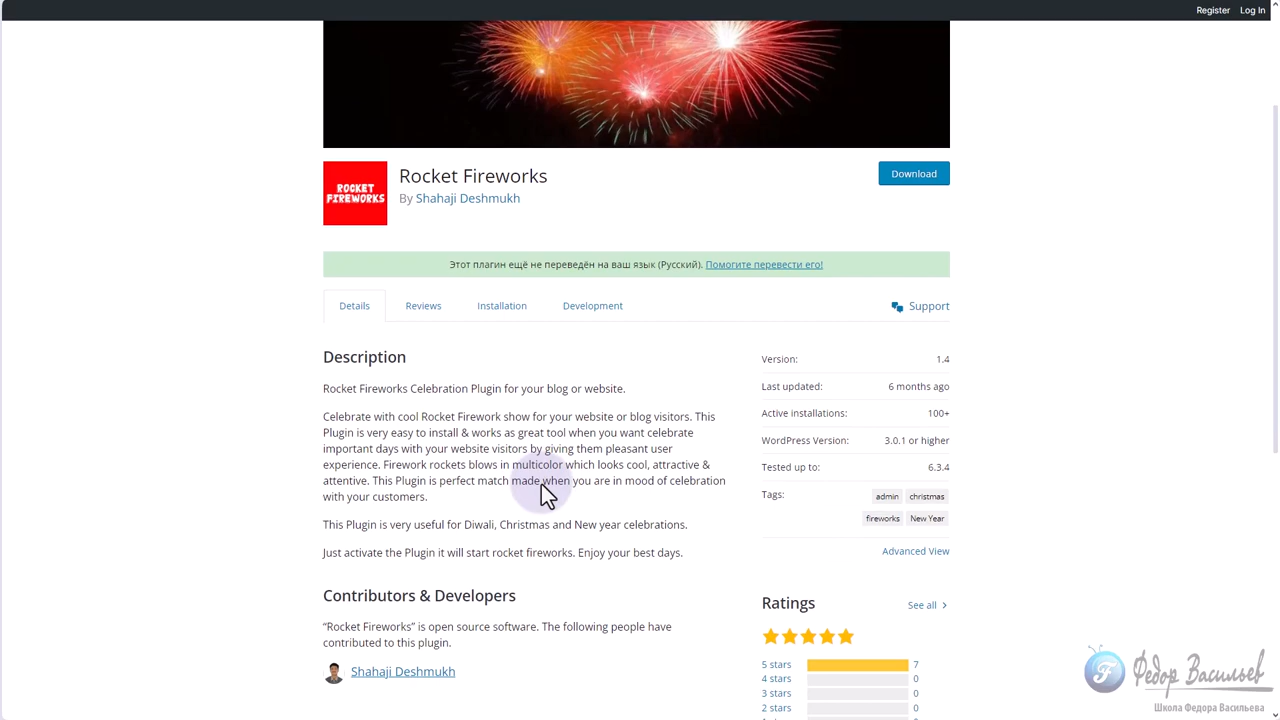 Register Log In
ROCKET
FIREWORKS
Rocket Fireworks
By Shahaji Deshmukh
Download
Этот плагин ещё не переведён на ваш язык (Русский). Помогите перевести его!
Details Reviews Installation Development Support
Description
Rocket Fireworks Celebration Plugin for your blog or website.
Celebrate with cool Rocket Firework show for your website or blog visitors. This
Plugin is very easy to install & works as great tool when you want celebrate
important days with your website visitors by giving them pleasant user
experience. Firework rockets blows in multicolor which looks cool, attractive &
attentive. This Plugin is perfect match made when you are in mood of celebration
with your customers.
This Plugin is very useful for Diwali, Christmas and New year celebrations.
Just activate the Plugin it will start rocket fireworks. Enjoy your best days.
Contributors & Developers
“Rocket Fireworks” is open source software. The following people have
contributed to this plugin.
Shahaji Deshmukh
Version: 1.4
Last updated: 6 months ago
Active installations: 100+
WordPress Version: 3.0.1 or higher
Tested up to: 6.3.4
Tags: admin christmas
fireworks New Year
Advanced View
Ratings See all
5 stars 7
4 stars 0
3 stars 0
2 stars 0
Федор Васильев
Школа Федора Васильева